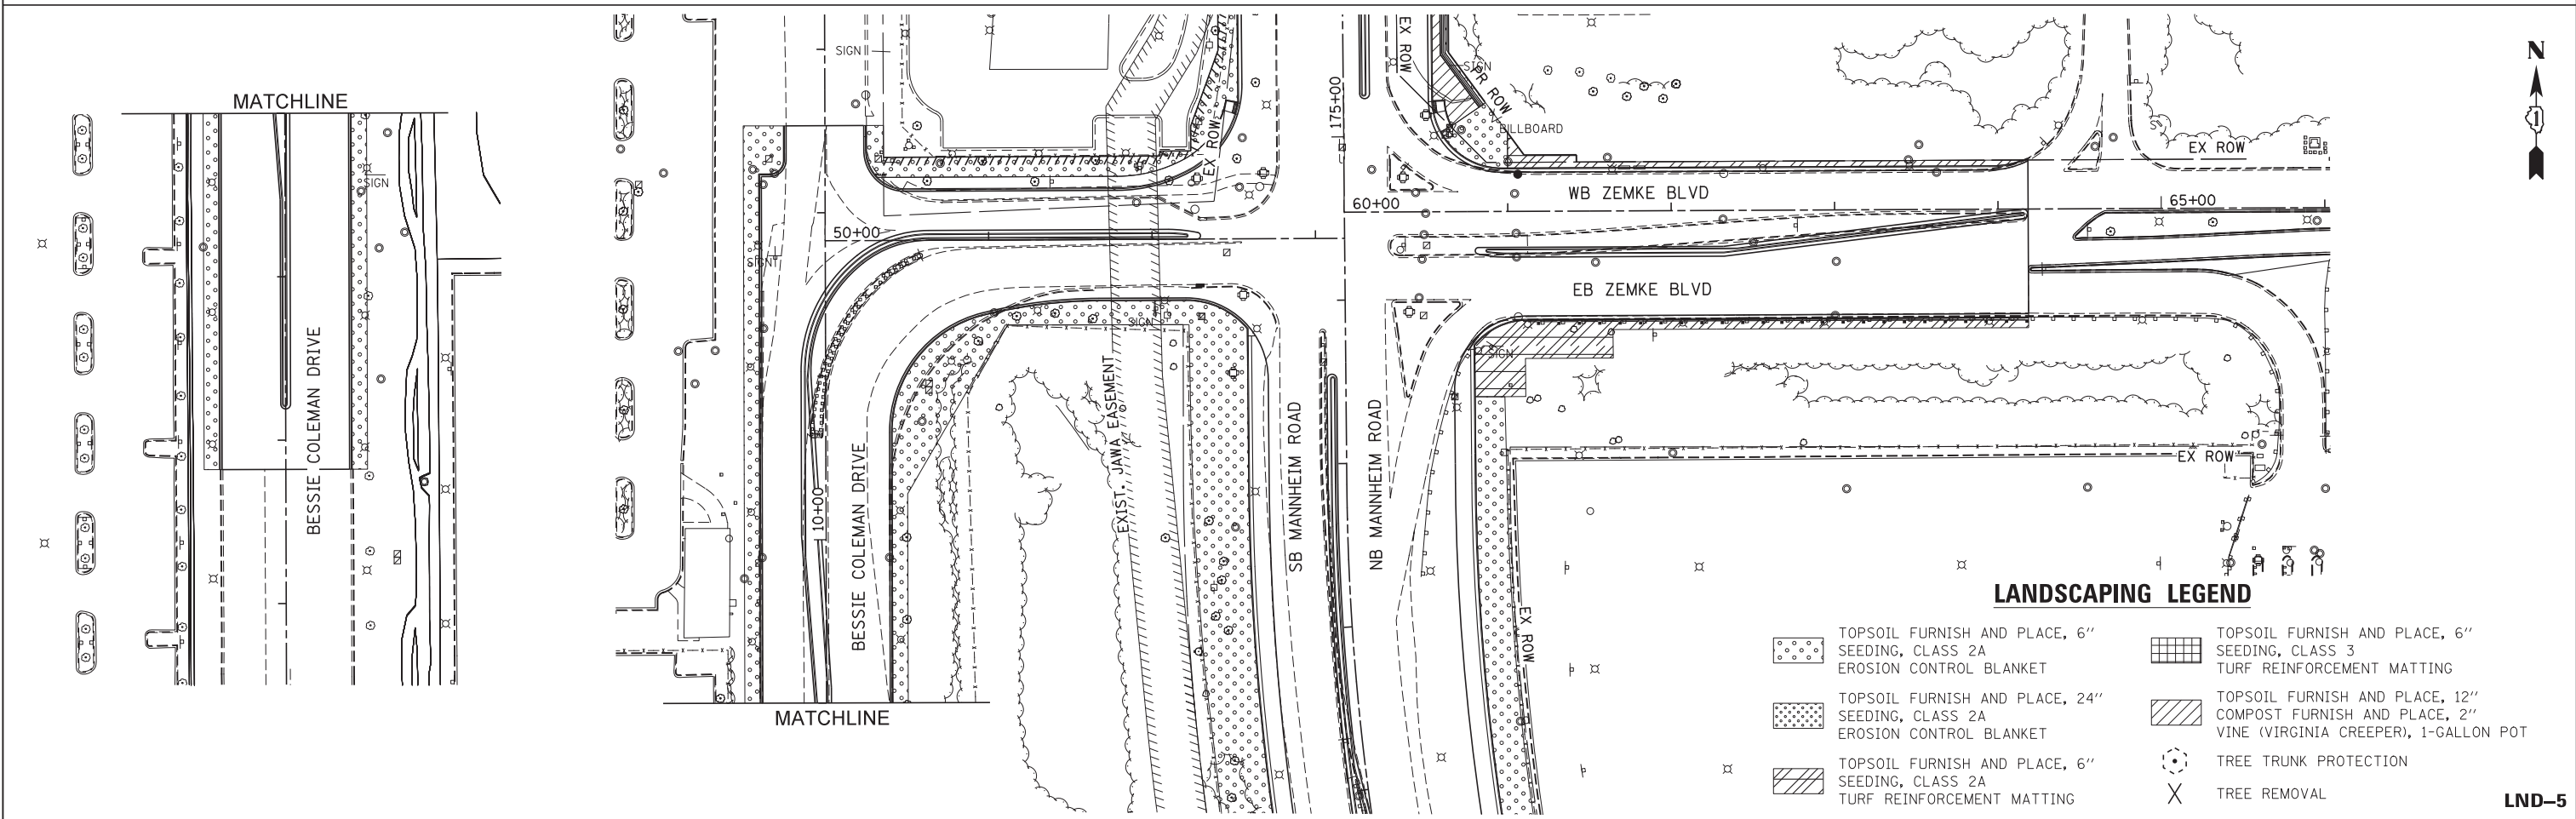 MATCHLINE
SIGN
BESSIE COLEMAN DRIVE
SIGN
EX ROW
50+00
SIGN
SIGN
EXIST. JAWA EASEMENT
10+00
BESSIE COLEMAN DRIVE
MATCHLINE
SB MANNHEIM ROAD
NB MANNHEIM ROAD
175+00
EX ROW
SIGN
PR ROW
BILLBOARD
EX ROW
WB ZEMKE BLVD
60+00
65+00
EB ZEMKE BLVD
SIGN
EX ROW
EX ROW
N
1
LANDSCAPING LEGEND
TOPSOIL FURNISH AND PLACE, 6"
SEEDING, CLASS 2A
EROSION CONTROL BLANKET
TOPSOIL FURNISH AND PLACE, 24"
SEEDING, CLASS 2A
EROSION CONTROL BLANKET
TOPSOIL FURNISH AND PLACE, 6"
SEEDING, CLASS 2A
TURF REINFORCEMENT MATTING
TOPSOIL FURNISH AND PLACE, 6"
SEEDING, CLASS 3
TURF REINFORCEMENT MATTING
TOPSOIL FURNISH AND PLACE, 12"
COMPOST FURNISH AND PLACE, 2"
VINE (VIRGINIA CREEPER), 1-GALLON POT
TREE TRUNK PROTECTION
X TREE REMOVAL
LND-5